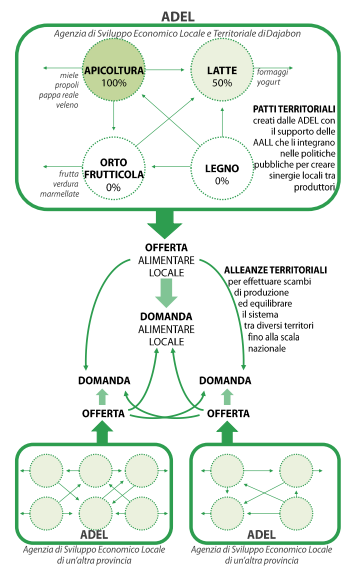 ADEL
Agenzia di Sviluppo Economico Locale e Territoriale di Dajabon
APICOLTURA
100%
miele
propoli
pappa reale
veleno
LATTE
50%
formaggi
yogurt
PATTI TERRITORIALI
creati dalle ADEL con
il supporto delle
AALL che li integrano
nelle politiche
pubbliche per creare
sinergie locali tra
produttori
ORTO
FRUTTICOLA
0%
frutta
verdura
marmellate
LEGNO
0%
OFFERTA
ALIMENTARE
LOCALE
ALLEANZE TERRITORIALI
per effettuare scambi
di produzione
ed equilibrare
il sistema
tra diversi territori
fino alla scala
nazionale
DOMANDA
ALIMENTARE
LOCALE
DOMANDA
DOMANDA
OFFERTA
OFFERTA
ADEL
Agenzia di Sviluppo Economico Locale
di un'altra provincia
ADEL
Agenzia di Sviluppo Economico Locale
di un'altra provincia